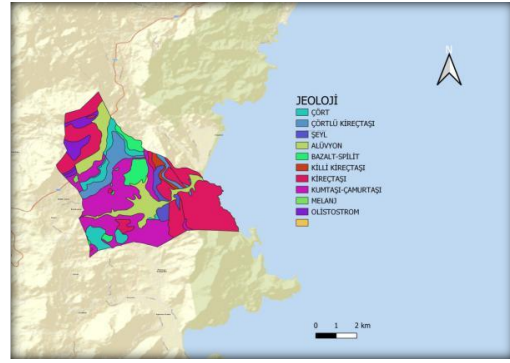 N
JEOLOJİ
ÇÖRT
ÇÖRTLÜ KİREÇTAŞI
ŞEYL
ALÜVYON
BAZALT-SPİLİT
KİLLİ KİREÇTAŞI
KİREÇTAŞI
KUMTAŞI-ÇAMURTAŞI
MELANJ
OLİSTOSTROM
0 1 2 km